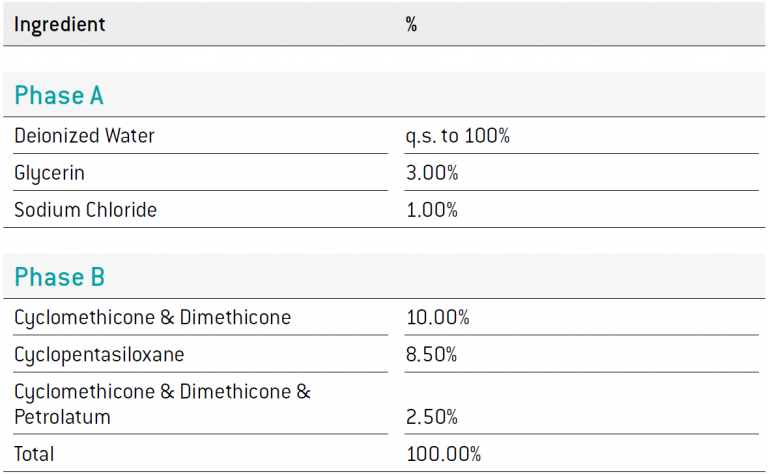 Ingredient %
Phase A
Deionized Water q.s. to 100%
Glycerin 3.00%
Sodium Chloride 1.00%
Phase B
Cyclomethicone & Dimethicone 10.00%
Cyclopentasiloxane 8.50%
Cyclomethicone & Dimethicone &
Petrolatum 2.50%
Total 100.00%